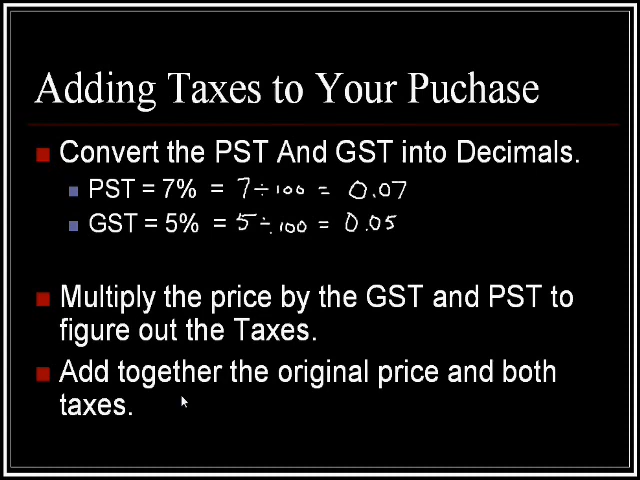 Adding Taxes to Your Puchase
Convert the PST And GST into Decimals.
PST = 7% = 7 ÷ 100 = 0.07
GST = 5% = 5 ÷ 100 = 0.05
Multiply the price by the GST and PST to
figure out the Taxes.
Add together the original price and both
taxes.